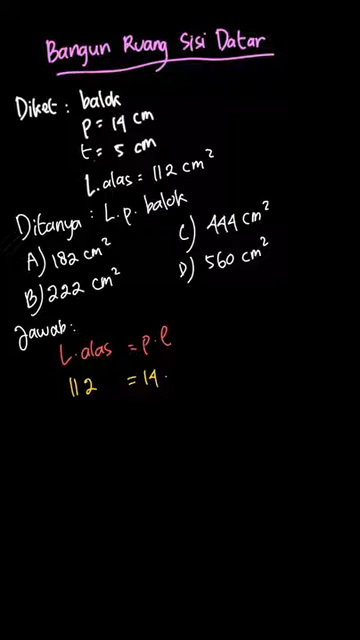 Bangun Ruang Sisi Datar
Diket : balok
p = 14 cm
t = 5 cm
L.alas = 112 cm²
Ditanya : L.p. balok
A) 182 cm²
B) 222 cm²
C) 444 cm²
D) 560 cm²
Jawab :
L.alas = p.l
112 = 14 .